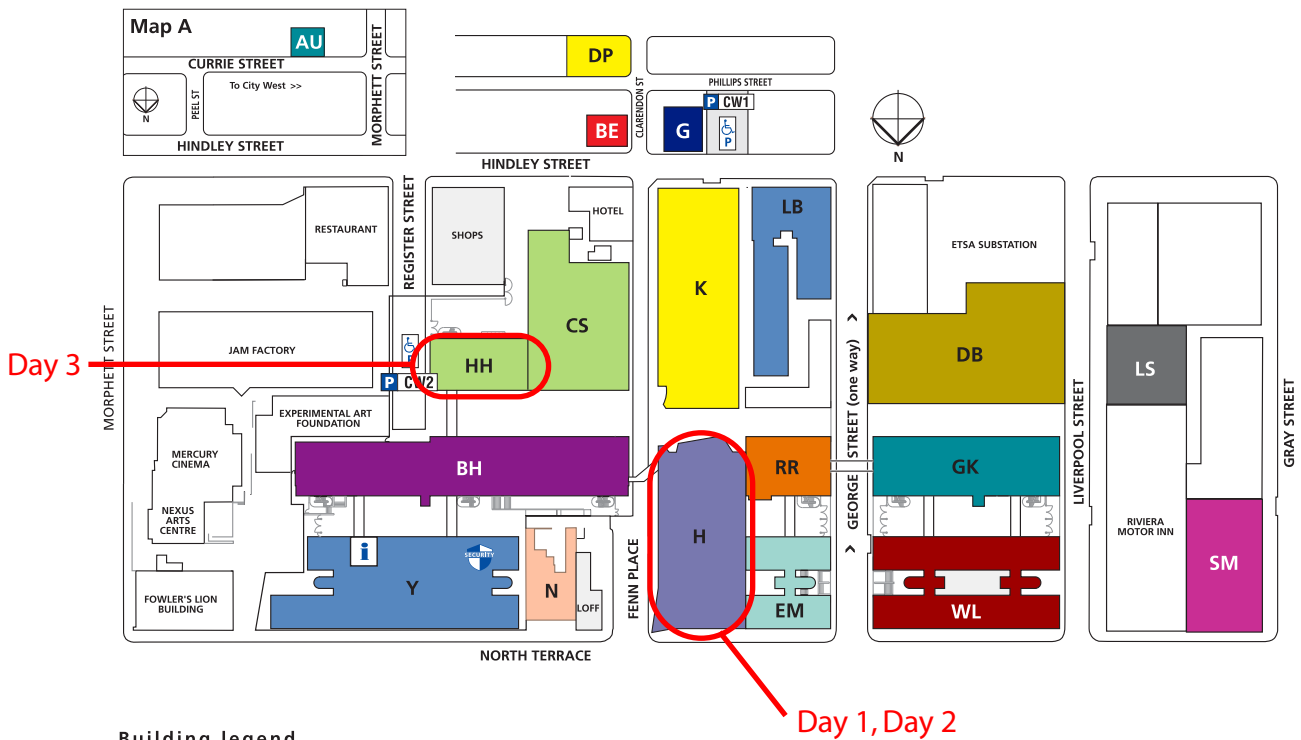 Map A
AU
CURRIE STREET
To City West >>
PEEL ST
MORPHETT STREET
MORPHETT STREET
N
HINDLEY STREET
DP
PHILLIPS STREET
CLARENDON ST
P CW1
P
BE
G
N
HINDLEY STREET
REGISTER STREET
RESTAURANT
SHOPS
HOTEL
LB
ETSA SUBSTATION
K
CS
MORPHETT STREET
JAM FACTORY
P
HH
DB
LS
Day 3
P CW2
GEORGE STREET (one way)
LIVERPOOL STREET
GRAY STREET
EXPERIMENTAL ART
FOUNDATION
MERCURY
CINEMA
BH
RR
GK
NEXUS
ARTS
CENTRE
i
SECURITY
H
RIVIERA
MOTOR INN
SM
FOWLER'S LION
BUILDING
Y
N
LOFF
FENN PLACE
EM
WL
NORTH TERRACE
Day 1, Day 2
Building legend